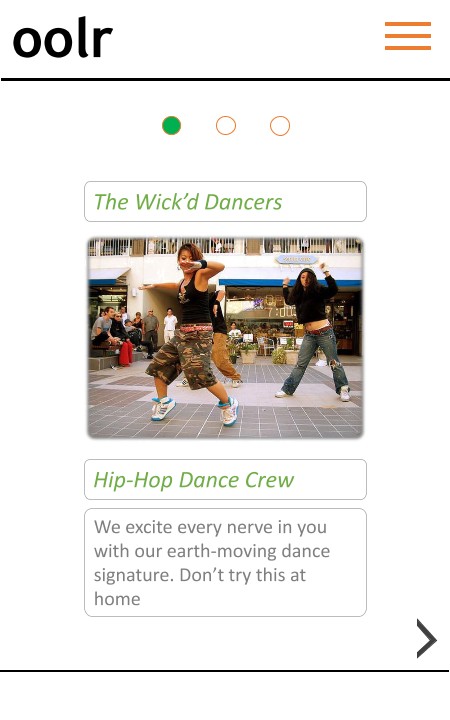 oolr
The Wick’d Dancers
Hip-Hop Dance Crew
We excite every nerve in you
with our earth-moving dance
signature. Don’t try this at
home